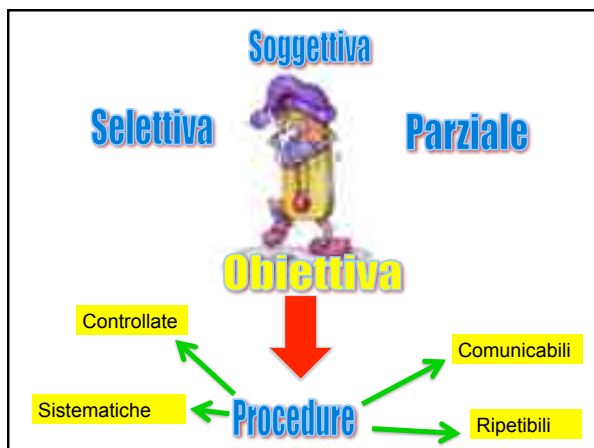 Soggettiva
Selettiva
Parziale
Obiettiva
Controllate
Comunicabili
Sistematiche
Procedure
Ripetibili